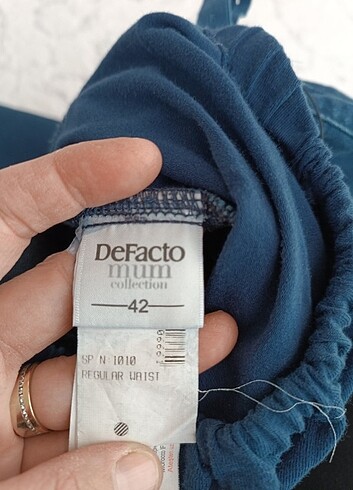 DeFacto
mum
collection
42
SP N 1010
REGULAR WAIST